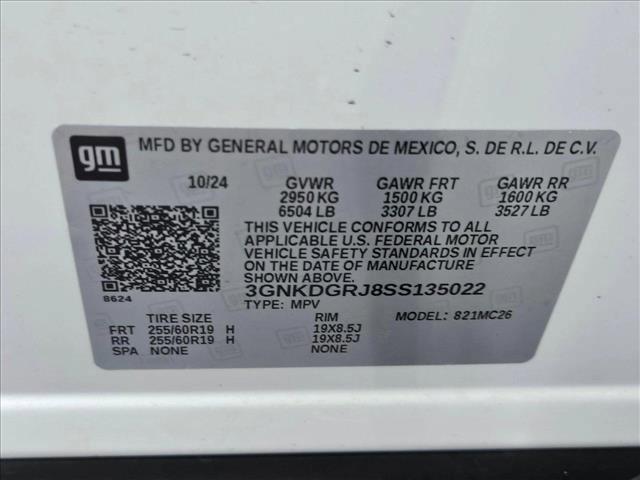 gm MFD BY GENERAL MOTORS DE MEXICO, S. DE R.L. DE C.V.
10/24 GVWR GAWR FRT GAWR RR
2950 KG 1500 KG 1600 KG
6504 LB 3307 LB 3527 LB
THIS VEHICLE CONFORMS TO ALL
APPLICABLE U.S. FEDERAL MOTOR
VEHICLE SAFETY STANDARDS IN EFFECT
ON THE DATE OF MANUFACTURE SHOWN ABOVE.
8624 3GNKDGRJ8SS135022
TYPE: MPV MODEL: 821MC26
TIRE SIZE RIM
FRT 255/60R19 H 19X8.5J
RR 255/60R19 H 19X8.5J
SPA NONE NONE